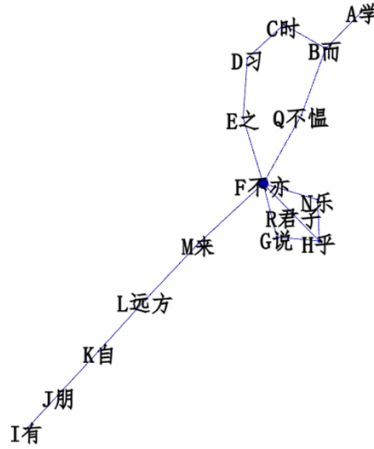 A学
C时
B而
D习
E之
Q不愠
F不亦
N乐
R君子
G说
H乎
M来
L远方
K自
J朋
I有